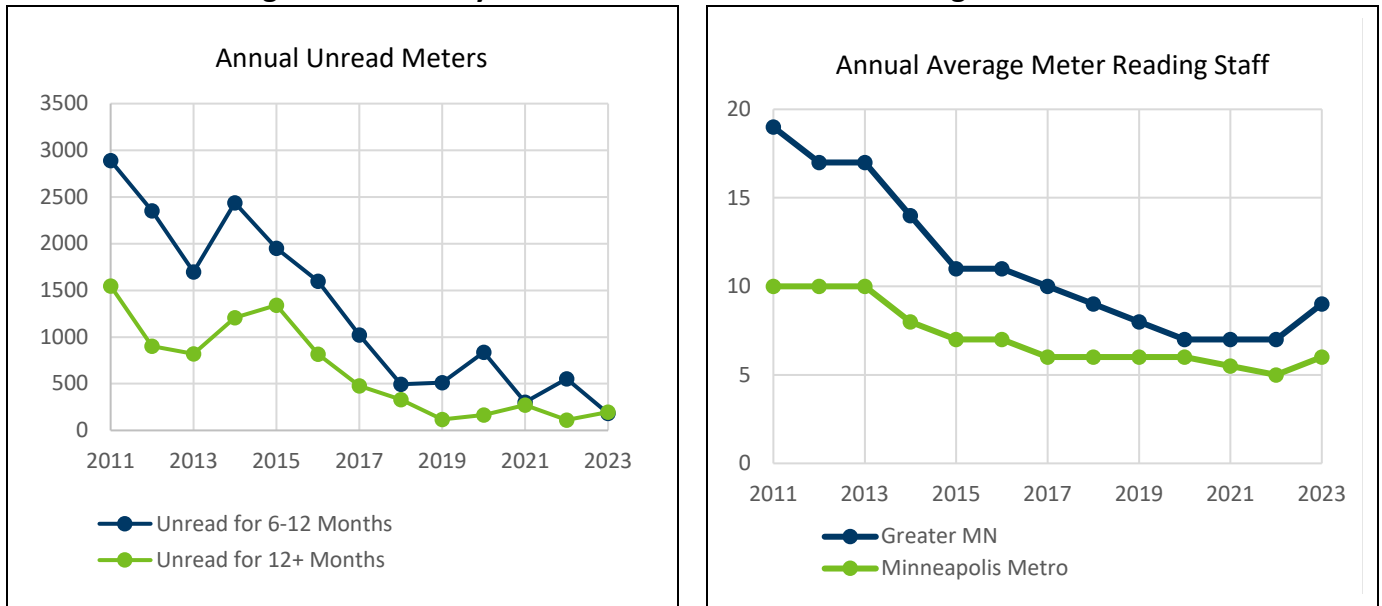 Annual Unread Meters
3500
3000
2500
2000
1500
1000
500
0
2011 2013 2015 2017 2019 2021 2023
Unread for 6-12 Months
Unread for 12+ Months
Annual Average Meter Reading Staff
20
15
10
5
0
2011 2013 2015 2017 2019 2021 2023
Greater MN
Minneapolis Metro